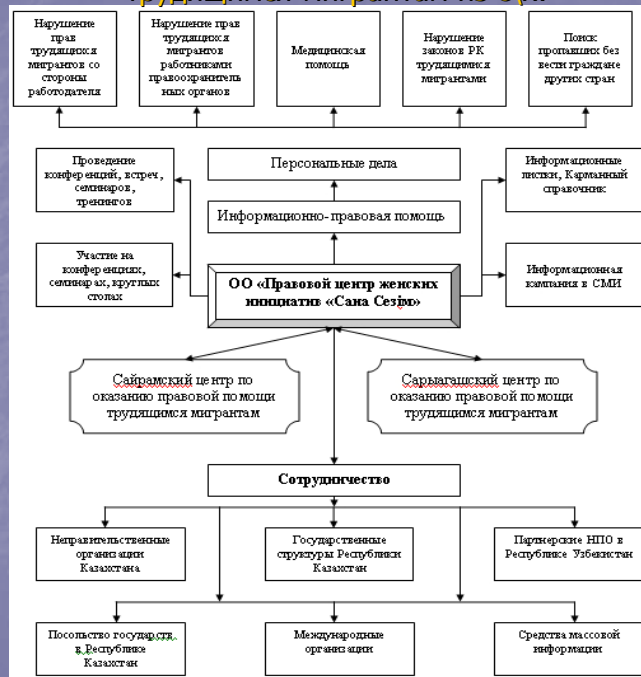 трудящимся мигрантам из
Нарушение
прав
трудящихся
мигрантов со
стороны
работодателя
Нарушение прав
трудящихся
мигрантов
работниками
правоохранитель
ных органов
Медицинская
помощь
Нарушение
законов РК
трудящимися
мигрантами
Поиск
пропавших без
вести граждане
других стран
Проведение
конференций, встреч,
семинаров,
тренингов
Персональные дела
Информационные
листки, Карманный
справочник
Информационно-правовая помощь
Участие на
конференциях,
семинарах, круглых
столах
ОО «Правовой центр женских
инициатив «Сана Сезім»
Информационная
кампания в СМИ
Сайрамский центр по
оказанию правовой помощи
трудящимся мигрантам
Сарыагашский центр по
оказанию правовой помощи
трудящимся мигрантам
Сотрудничество
Неправительственные
организации
Казахстана
Государственные
структуры Республики
Казахстан
Партнерские НПО в
Республике Узбекистан
Посольство государств
в Республике
Казахстан
Международные
организации
Средства массовой
информации